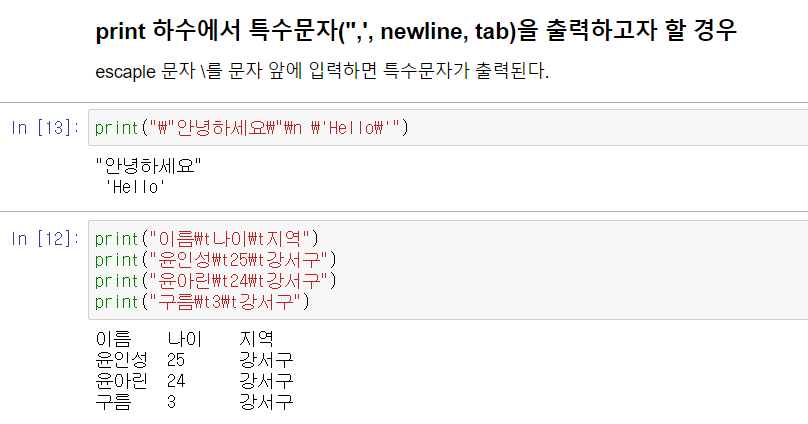 print 하수에서 특수문자(",', newline, tab)을 출력하고자 할 경우
escaple 문자 \를 문자 앞에 입력하면 특수문자가 출력된다.
In [13]: print("₩"안녕하세요₩"₩n ₩'Hello₩'")
"안녕하세요"
'Hello'
In [12]: print("이름₩t나이₩t지역")
print("윤인성₩t25₩t강서구")
print("윤아린₩t24₩t강서구")
print("구름₩t3₩t강서구")
이름 나이 지역
윤인성 25 강서구
윤아린 24 강서구
구름 3 강서구